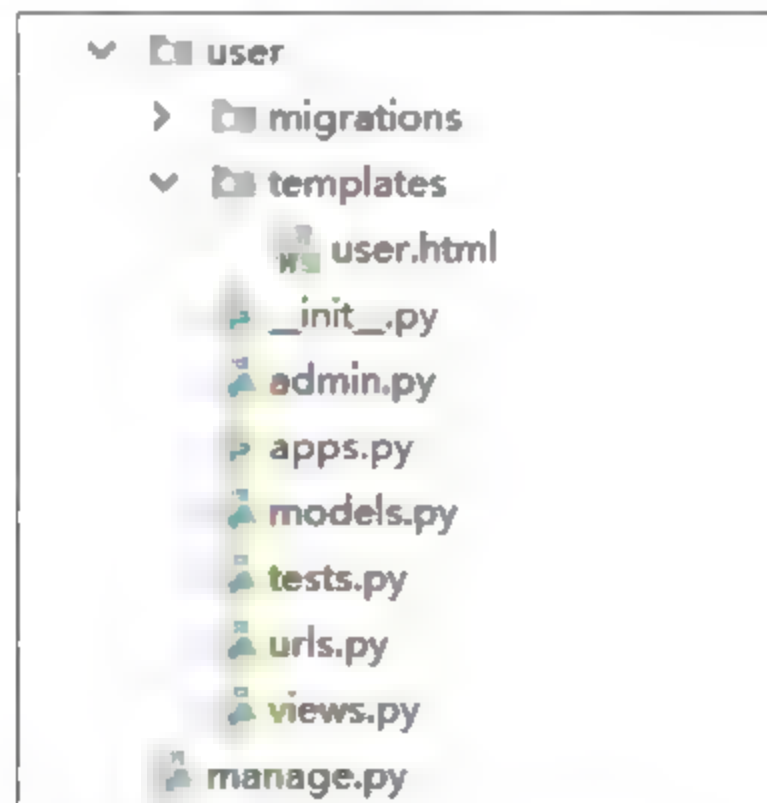 user
migrations
templates
user.html
__init__.py
admin.py
apps.py
models.py
tests.py
urls.py
views.py
manage.py